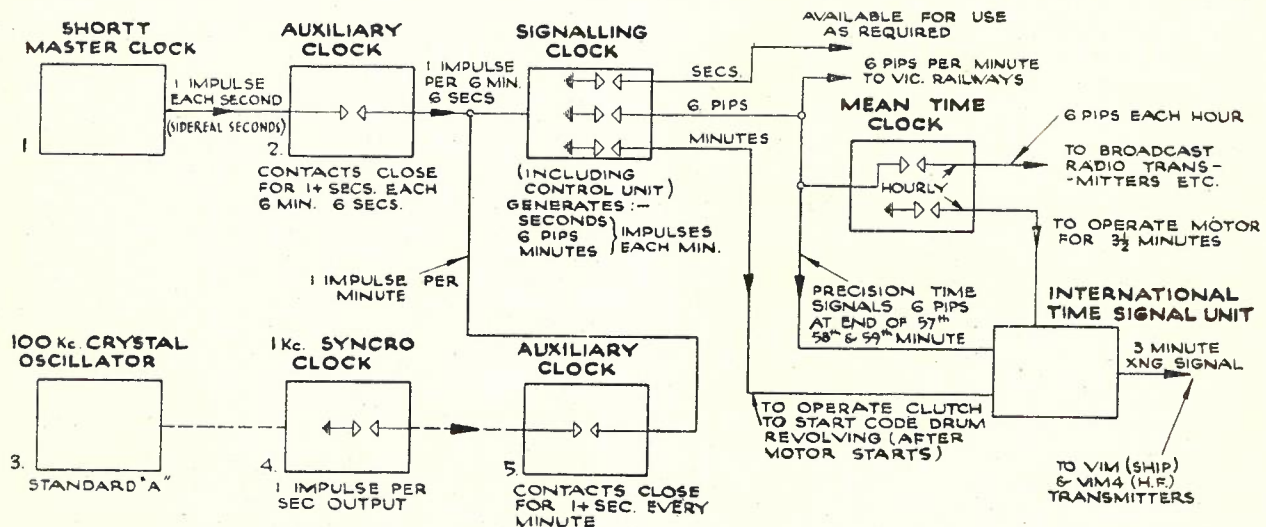 SHORTT
MASTER CLOCK
1 IMPULSE
EACH SECOND
(SIDEREAL SECONDS)
1
AUXILIARY
CLOCK
2.
CONTACTS CLOSE
FOR 1+ SECS. EACH
6 MIN. 6 SECS.
1 IMPULSE
PER 6 MIN.
6 SECS
SIGNALLING
CLOCK
(INCLUDING
CONTROL UNIT)
GENERATES :-
SECONDS
6 PIPS
MINUTES
IMPULSES
EACH MIN.
SECS.
6 PIPS
MINUTES
AVAILABLE FOR USE
AS REQUIRED
6 PIPS PER MINUTE
TO VIC. RAILWAYS
MEAN TIME
CLOCK
HOURLY
6 PIPS EACH HOUR
TO BROADCAST
RADIO TRANS-
-MITTERS ETC.
TO OPERATE MOTOR
FOR 3½ MINUTES
1 IMPULSE PER
MINUTE
PRECISION TIME
SIGNALS 6 PIPS
AT END OF 57th
58th & 59th MINUTE
INTERNATIONAL
TIME SIGNAL UNIT
3 MINUTE
XNG SIGNAL
TO VIM (SHIP)
& VIM4 (H.F.)
TRANSMITTERS
TO OPERATE CLUTCH
TO START CODE DRUM
REVOLVING (AFTER
MOTOR STARTS)
100 Kc. CRYSTAL
OSCILLATOR
3.
STANDARD "A"
1 Kc. SYNCRO
CLOCK
4.
1 IMPULSE PER
SEC OUTPUT
AUXILIARY
CLOCK
5.
CONTACTS CLOSE
FOR 1+ SEC. EVERY
MINUTE